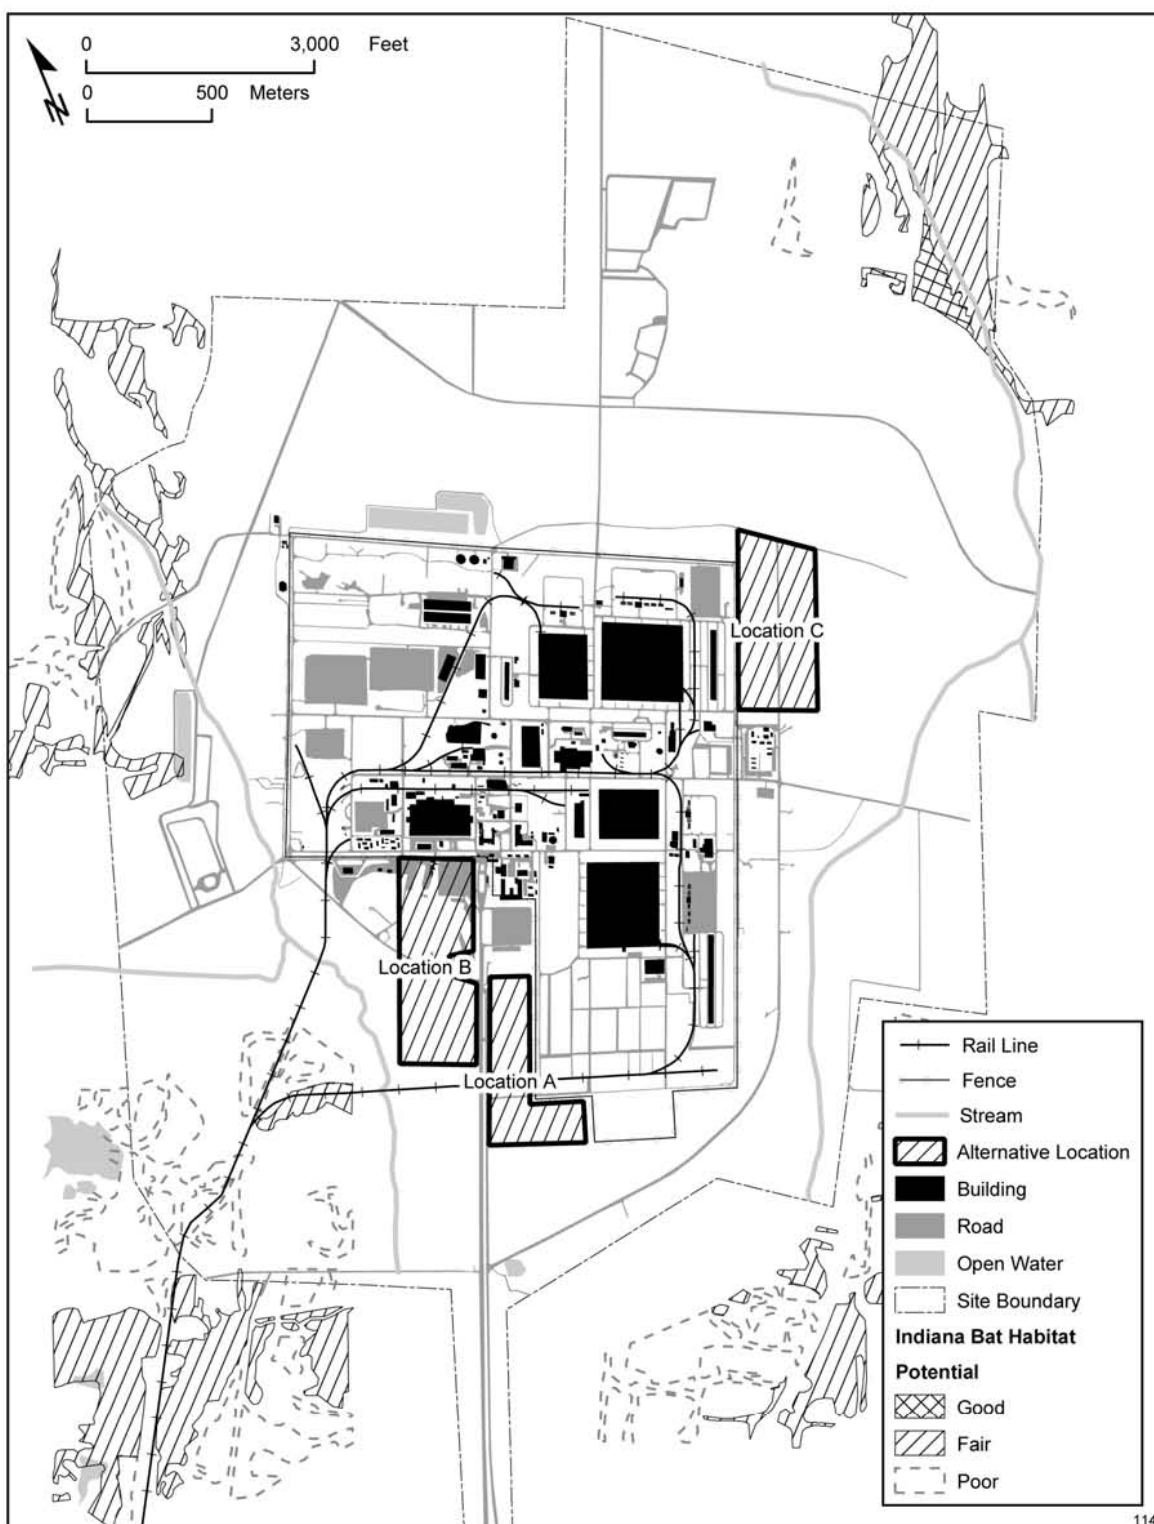 0 3,000 Feet
0 500 Meters
N
Location C
Location B
Location A
Rail Line
Fence
Stream
Alternative Location
Building
Road
Open Water
Site Boundary
Indiana Bat Habitat
Potential
Good
Fair
Poor
114